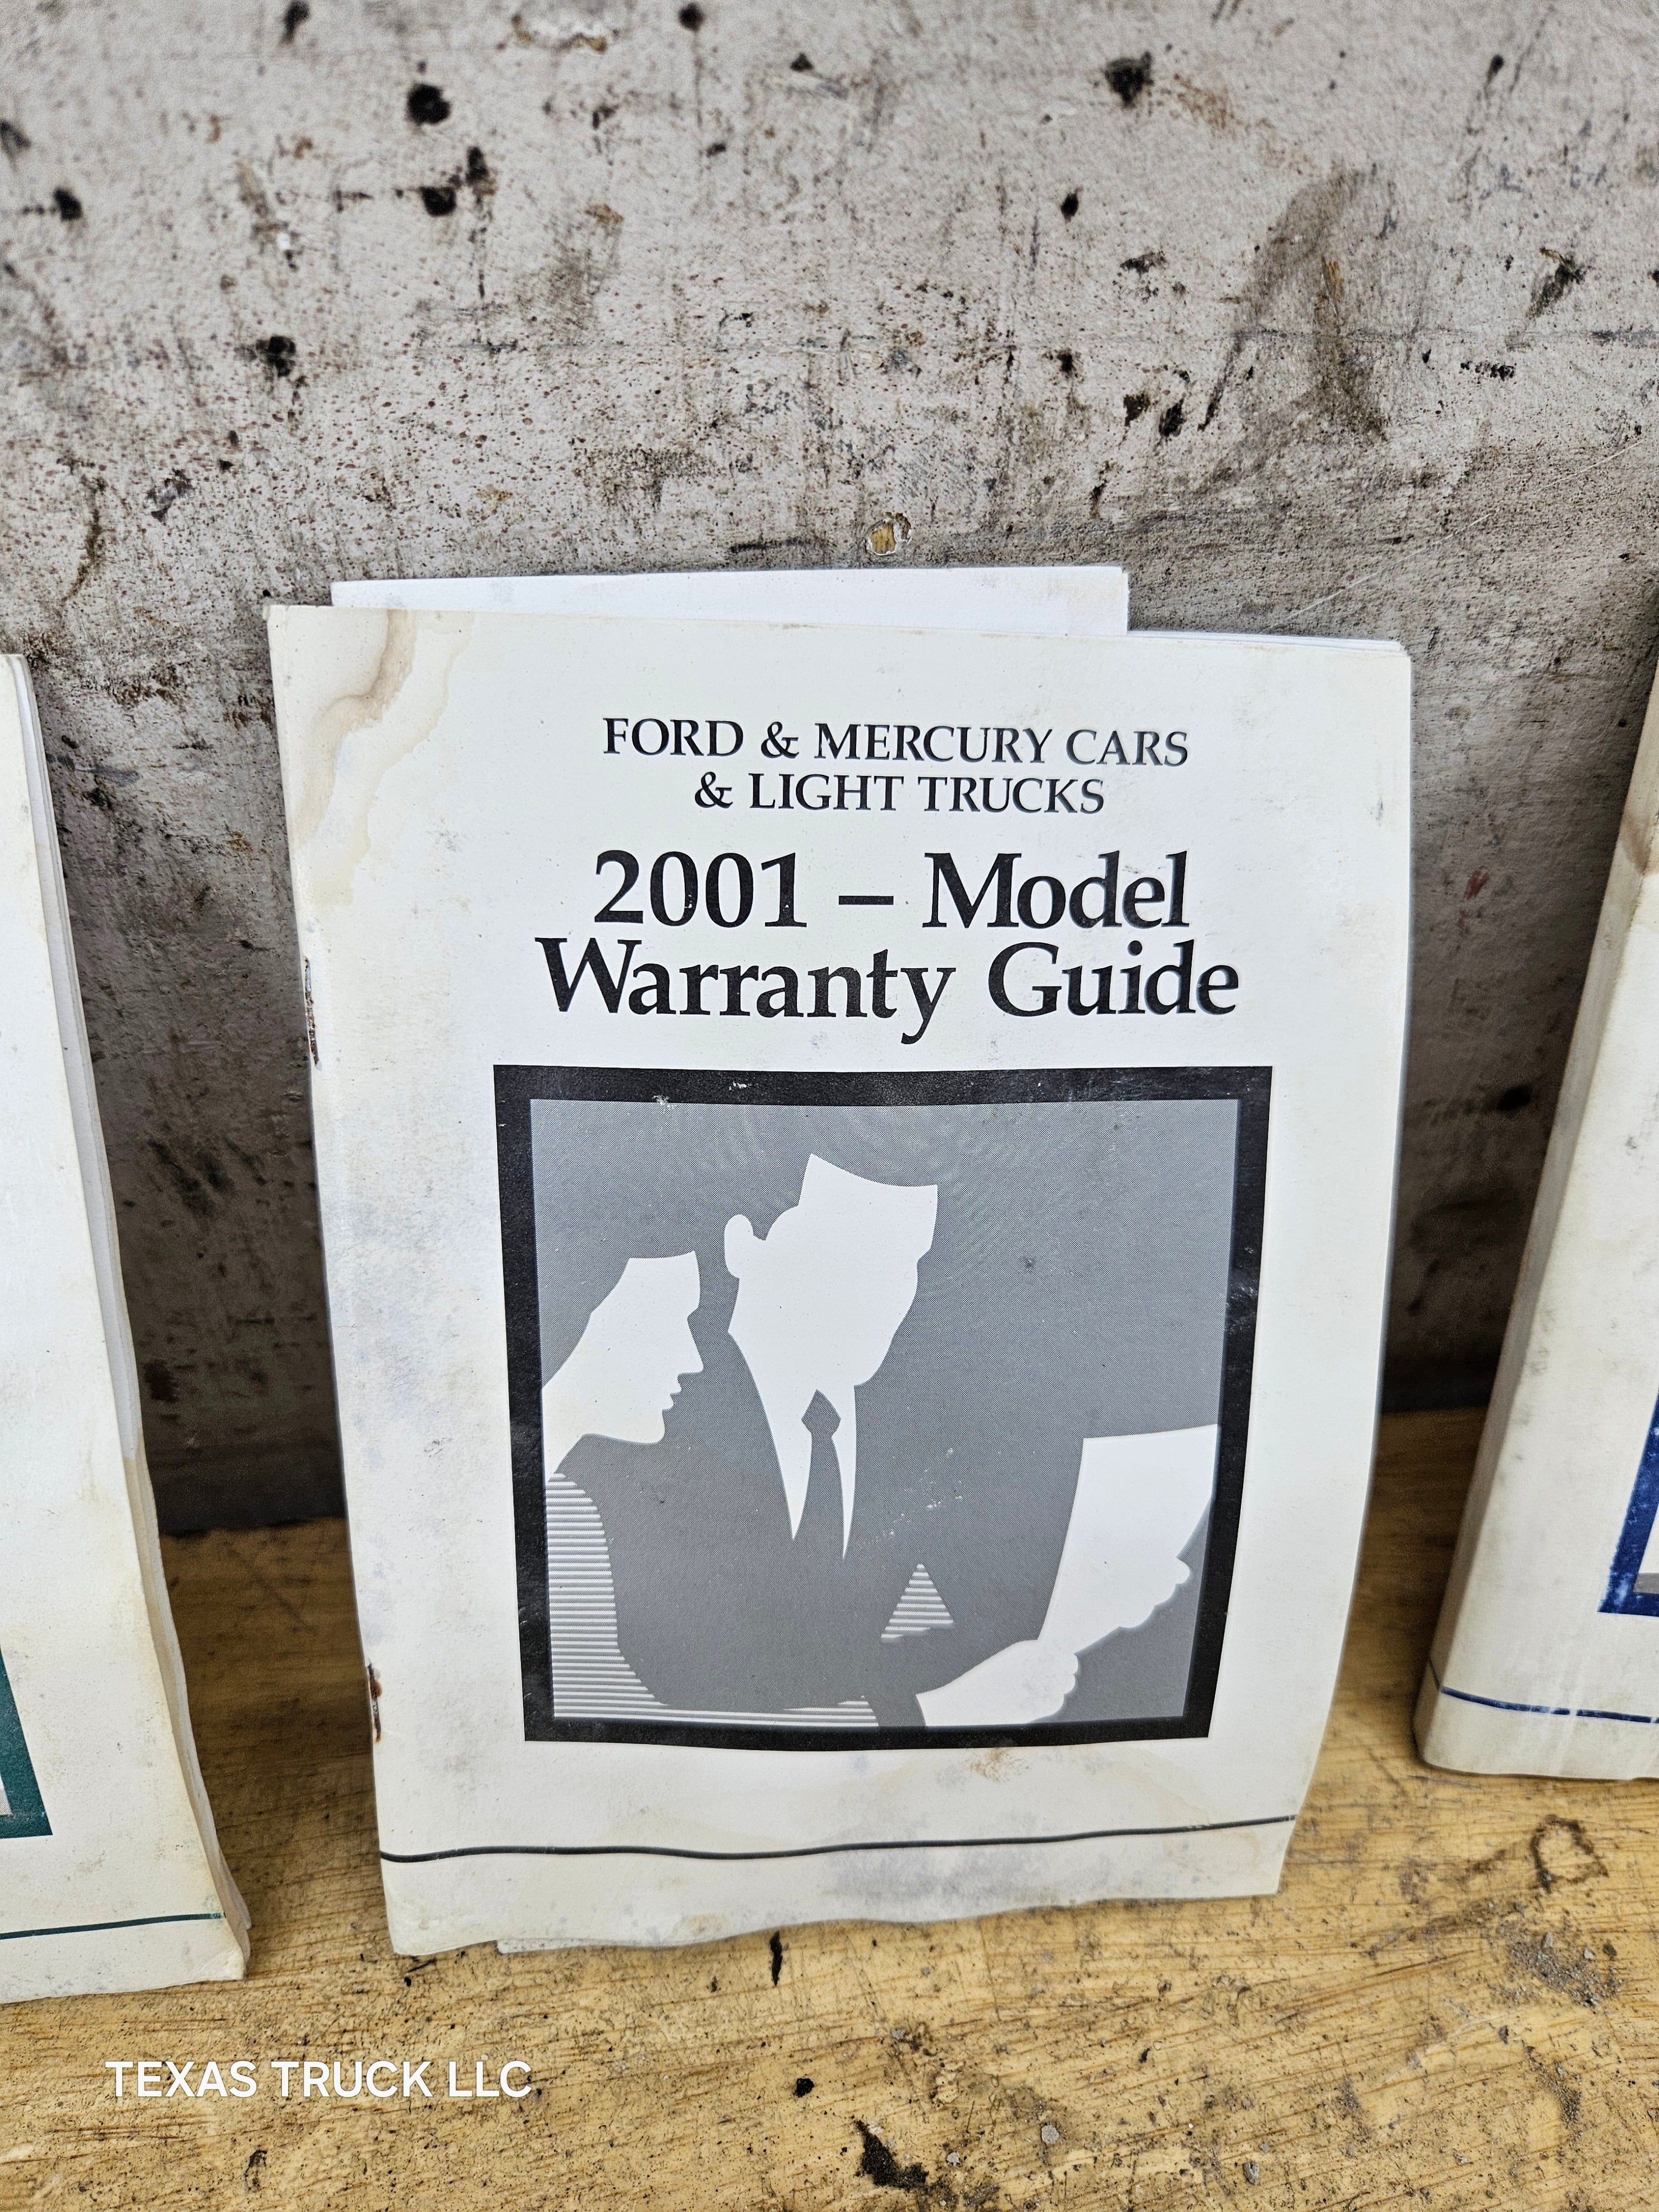 FORD & MERCURY CARS
& LIGHT TRUCKS
2001 – Model
Warranty Guide
TEXAS TRUCK LLC